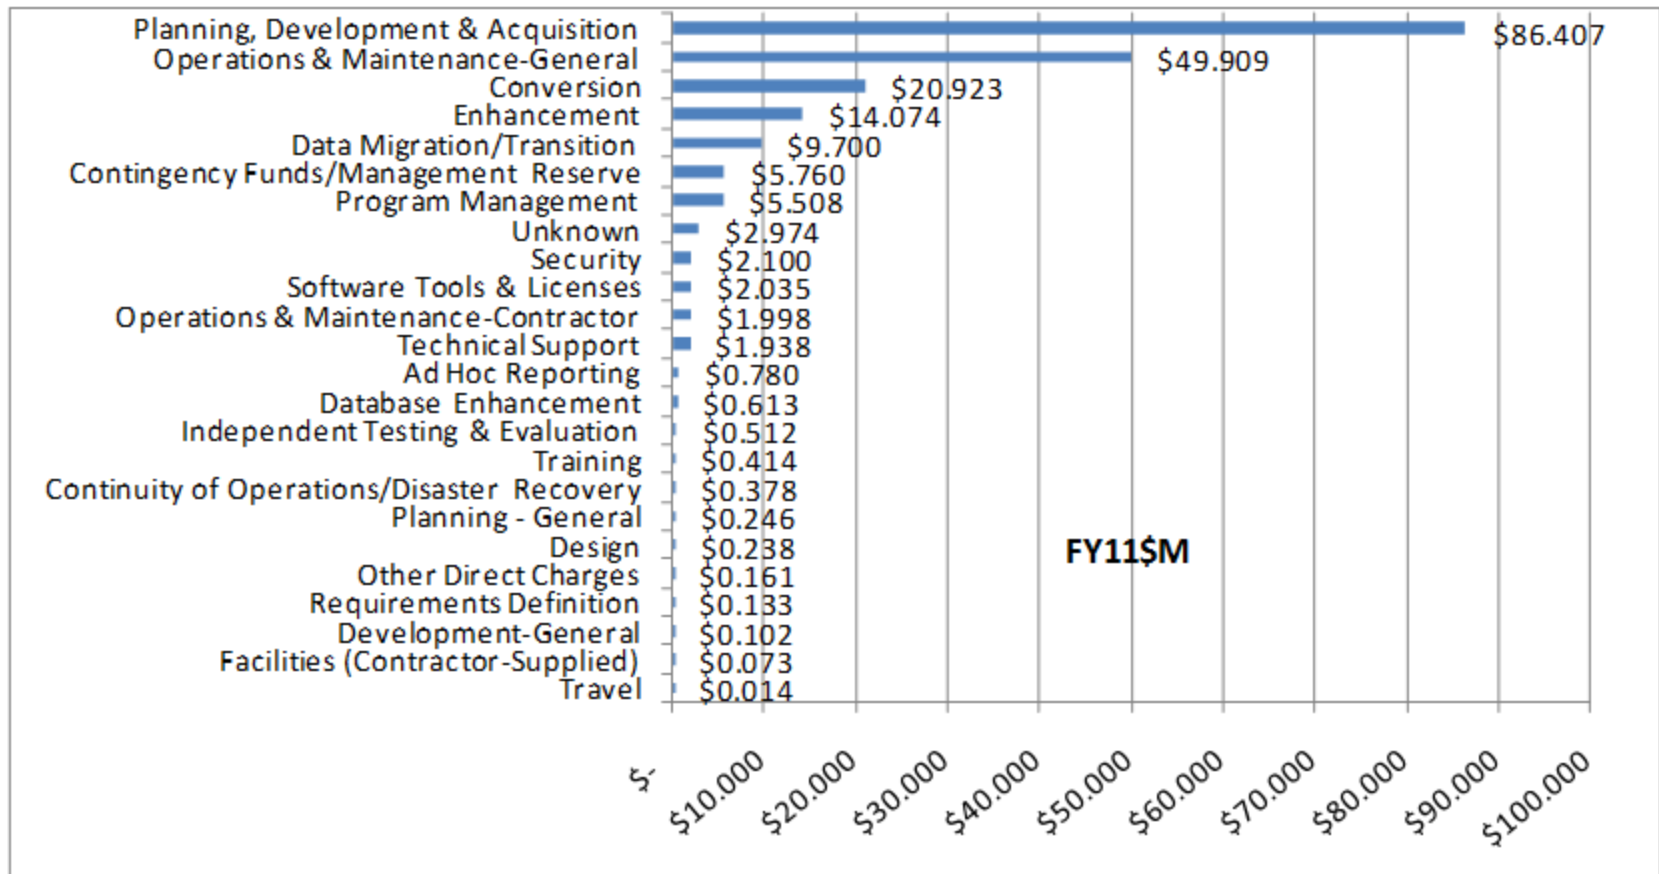 Planning, Development & Acquisition $86.407
Operations & Maintenance-General $49.909
Conversion $20.923
Enhancement $14.074
Data Migration/Transition $9.700
Contingency Funds/Management Reserve $5.760
Program Management $5.508
Unknown $2.974
Security $2.100
Software Tools & Licenses $2.035
Operations & Maintenance-Contractor $1.998
Technical Support $1.938
Ad Hoc Reporting $0.780
Database Enhancement $0.613
Independent Testing & Evaluation $0.512
Training $0.414
Continuity of Operations/Disaster Recovery $0.378
Planning - General $0.246
Design $0.238
FY11$M
Other Direct Charges $0.161
Requirements Definition $0.133
Development-General $0.102
Facilities (Contractor-Supplied) $0.073
Travel $0.014
$- $10.000 $20.000 $30.000 $40.000 $50.000 $60.000 $70.000 $80.000 $90.000 $100.000